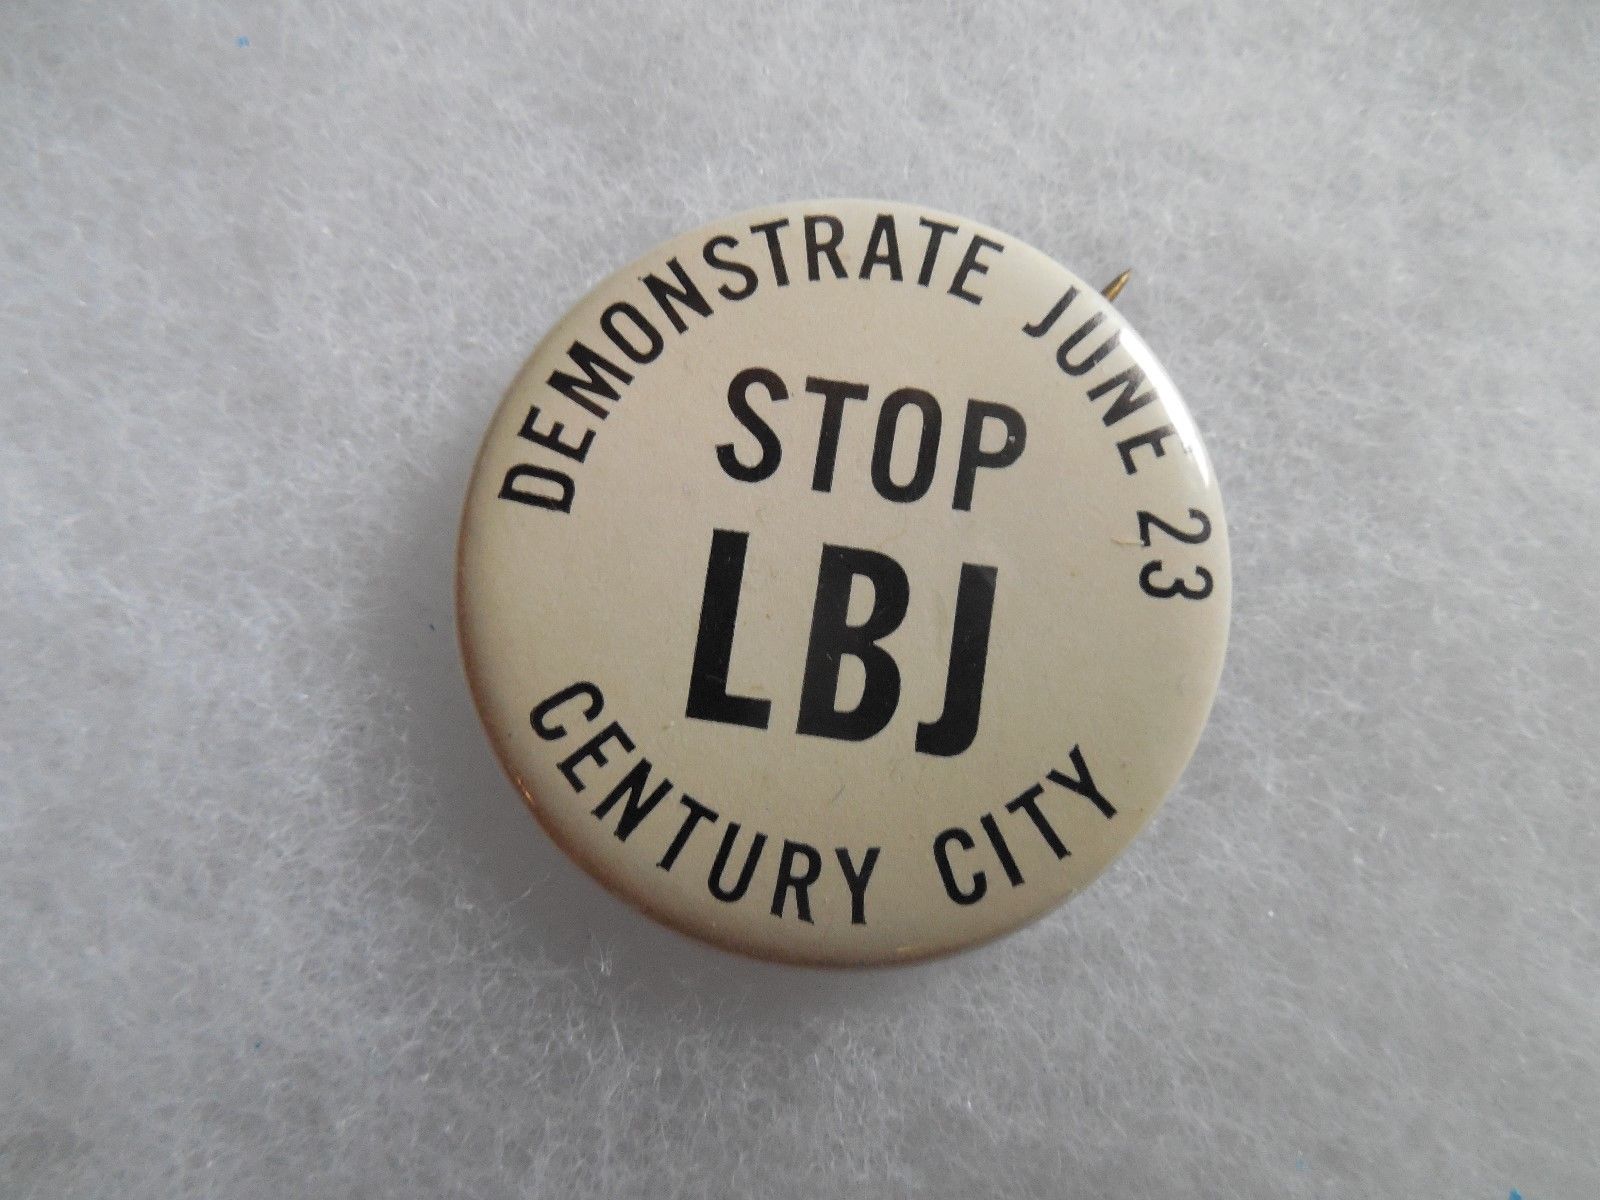 DEMONSTRATE JUNE 23
STOP
LBJ
CENTURY CITY